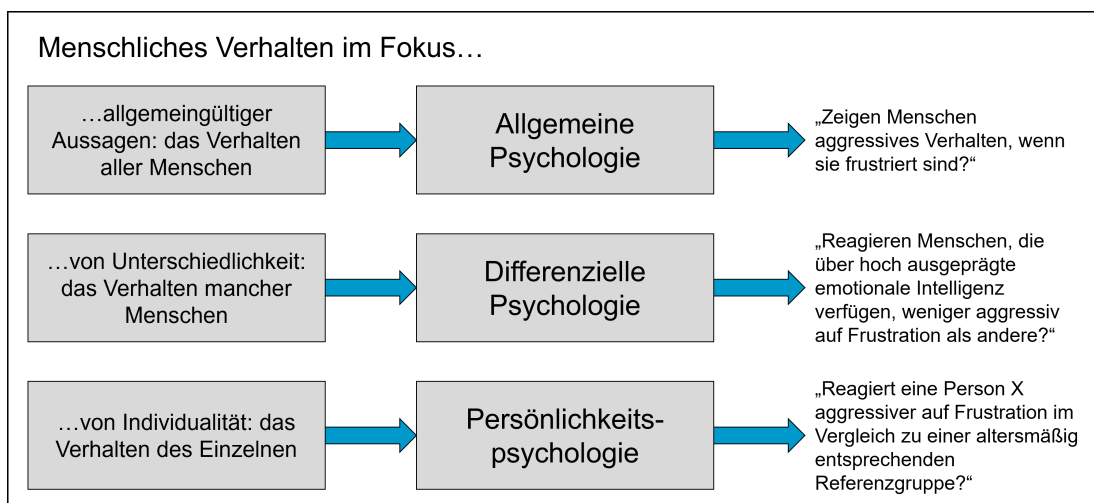 Menschliches Verhalten im Fokus…
…allgemeingültiger
Aussagen: das Verhalten
aller Menschen
Allgemeine
Psychologie
„Zeigen Menschen
aggressives Verhalten, wenn
sie frustriert sind?“
…von Unterschiedlichkeit:
das Verhalten mancher
Menschen
Differenzielle
Psychologie
„Reagieren Menschen, die
über hoch ausgeprägte
emotionale Intelligenz
verfügen, weniger aggressiv
auf Frustration als andere?“
…von Individualität: das
Verhalten des Einzelnen
Persönlichkeits-
psychologie
„Reagiert eine Person X
aggressiver auf Frustration im
Vergleich zu einer altersmäßig
entsprechenden
Referenzgruppe?“